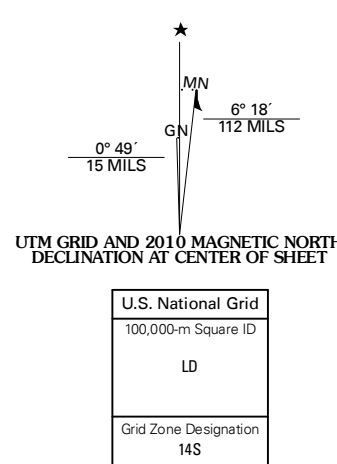 MN
6° 18´
112 MILS
GN
0° 49´
15 MILS
UTM GRID AND 2010 MAGNETIC NORTH
DECLINATION AT CENTER OF SHEET
U.S. National Grid
100,000-m Square ID
LD
Grid Zone Designation
14S